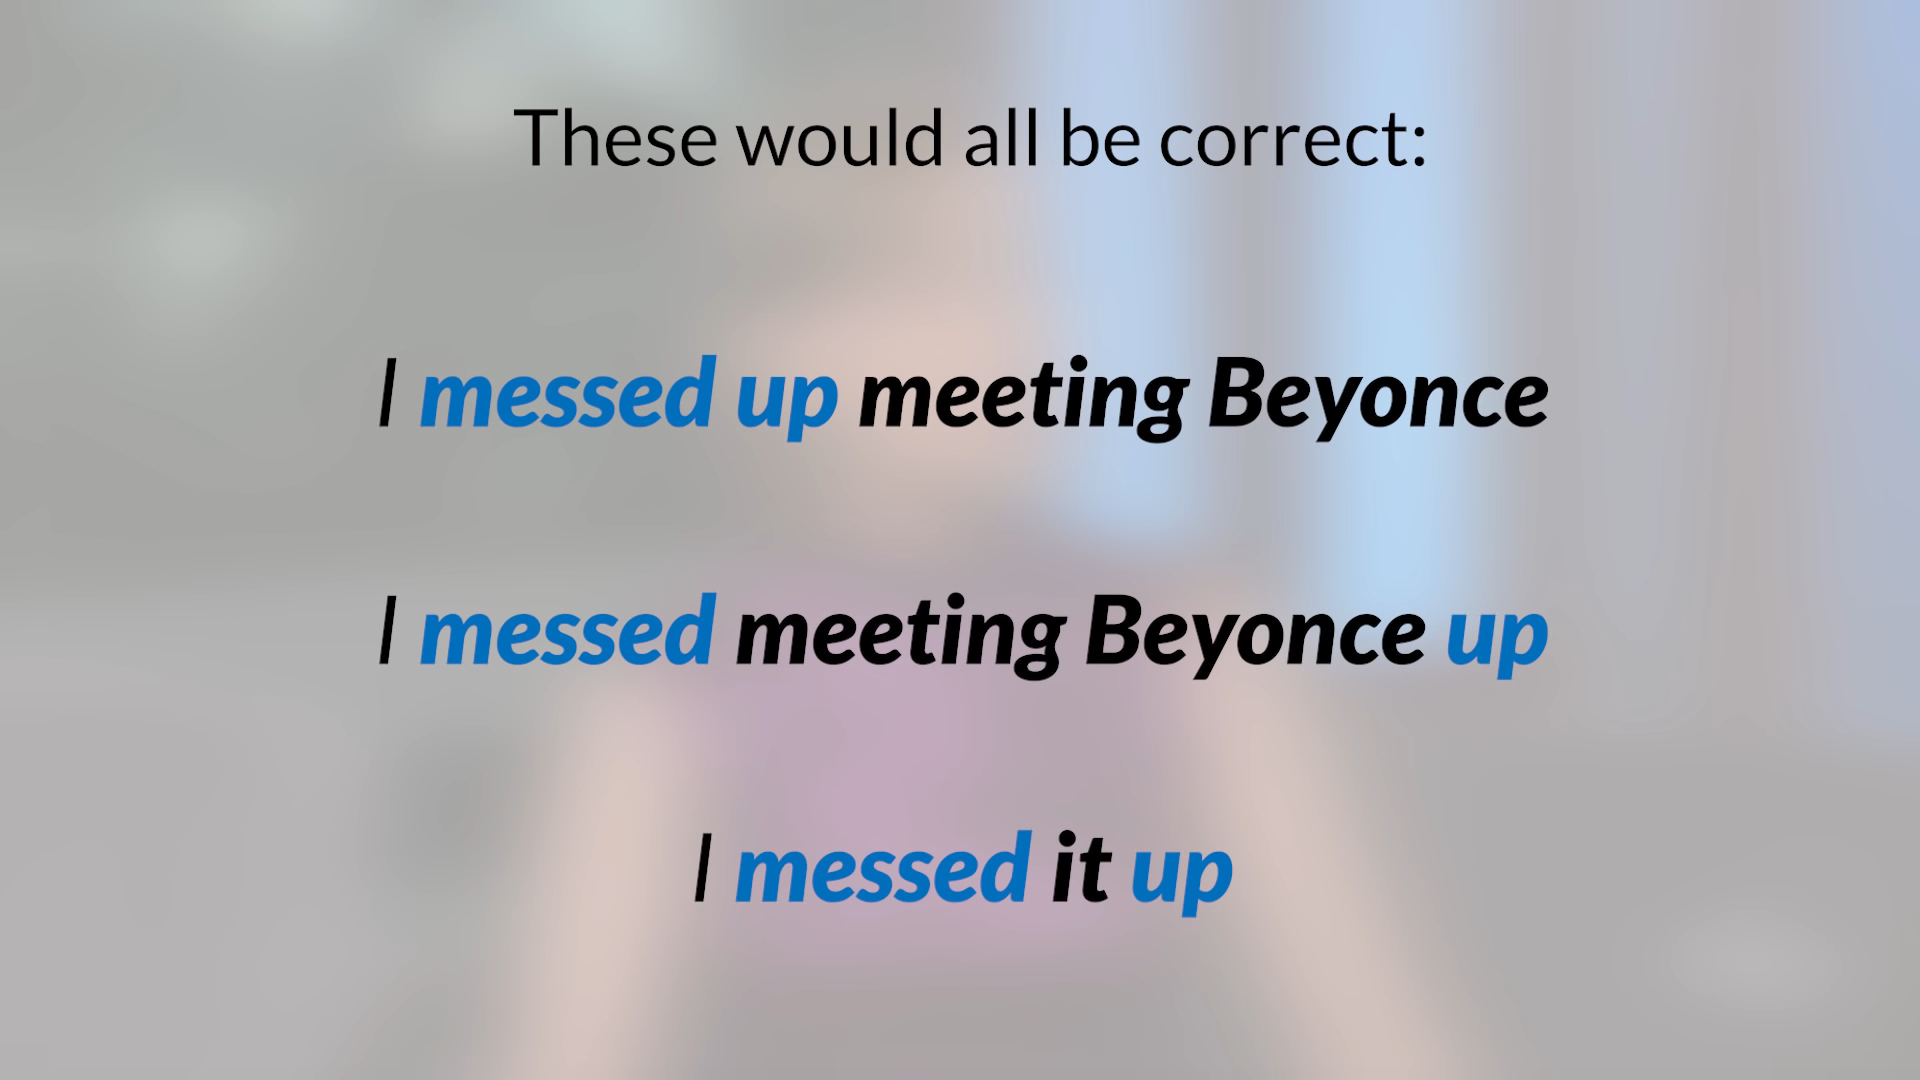 These would all be correct:
I messed up meeting Beyonce
I messed meeting Beyonce up
I messed it up